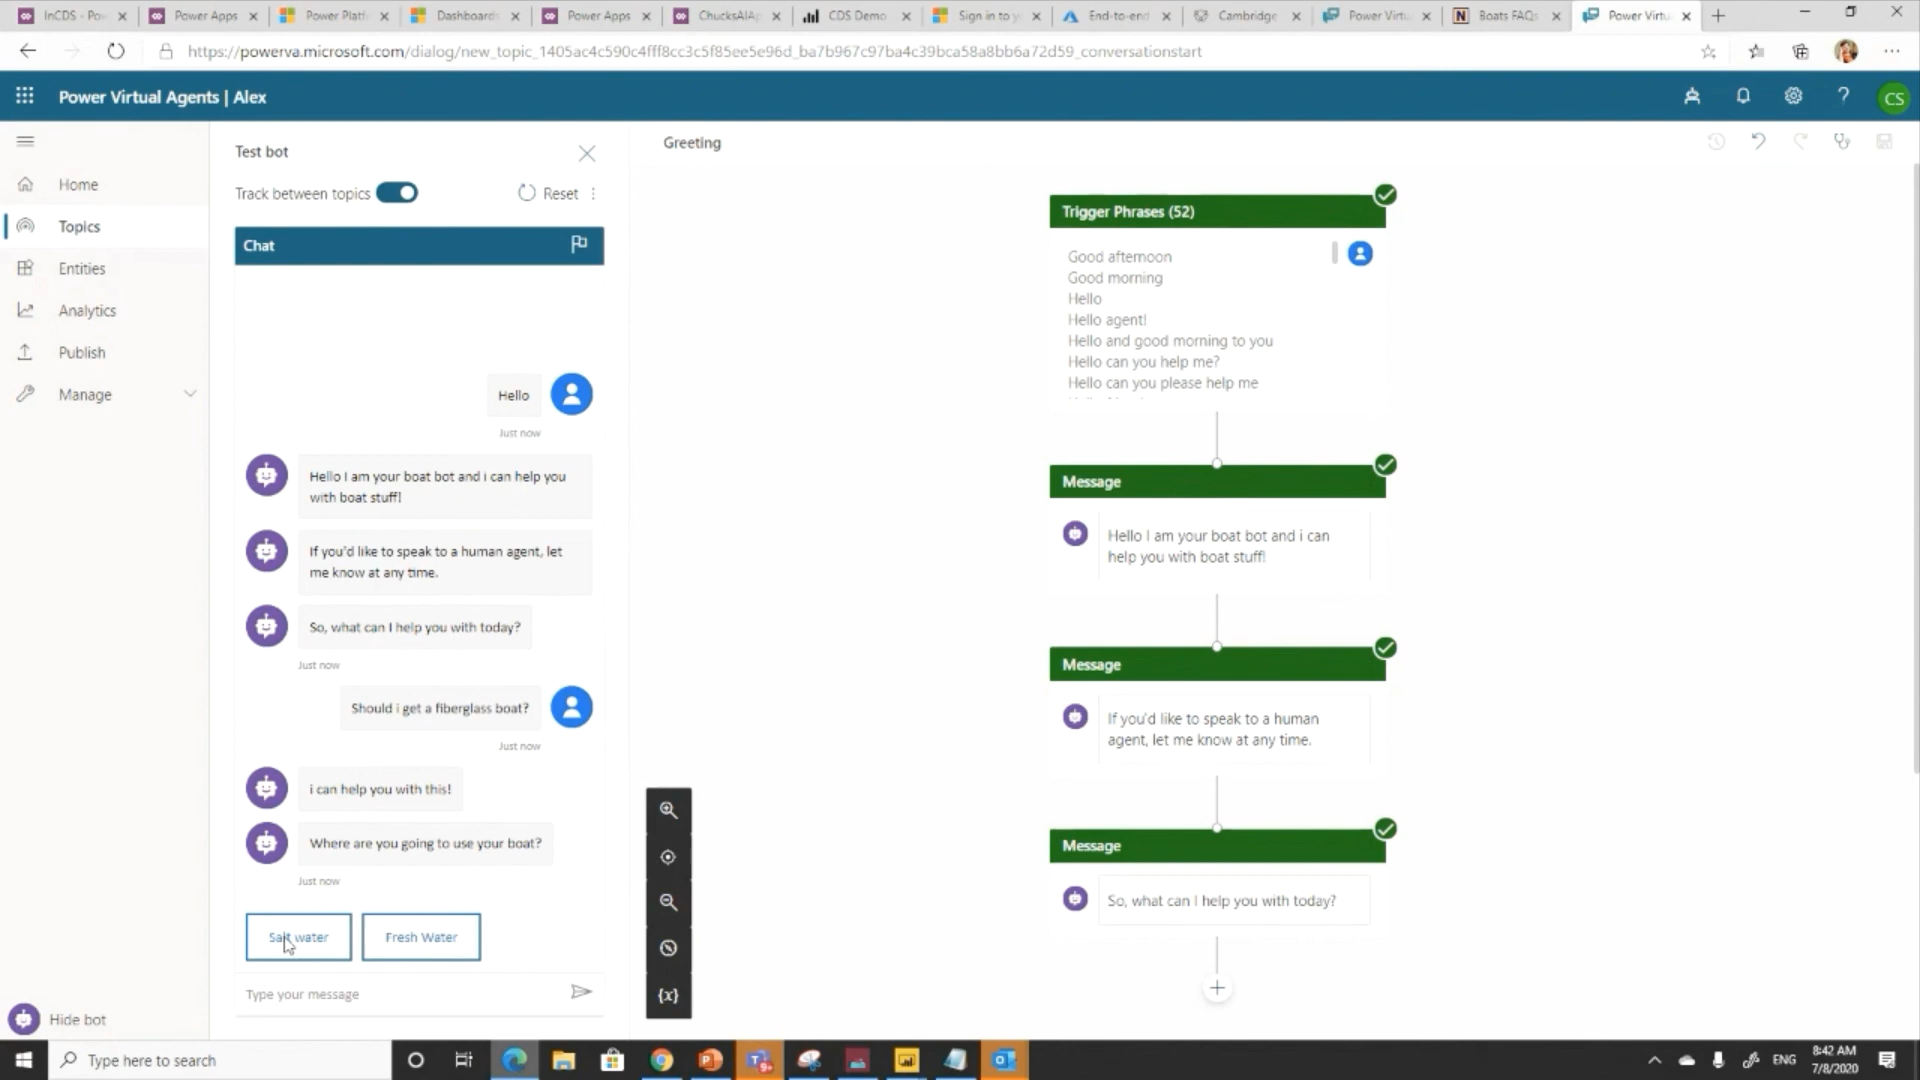 InCDS - Pow
Power Apps
Power Platf
Dashboards
Power Apps
ChucksAIAp
CDS Demo
Sign in to y
End-to-end
Cambridge
Power Virtu
Boats FAQs
Power Virtu
https://powerva.microsoft.com/dialog/new_topic_1405ac4c590c4fff8cc3c5f85ee5e96d_ba7b967c97ba4c39bca58a8bb6a72d59_conversationstart
Power Virtual Agents | Alex
CS
Home
Topics
Entities
Analytics
Publish
Manage
Hide bot
Test bot
Track between topics
Reset
Chat
Hello
Just now
Hello I am your boat bot and i can help you
with boat stuff!
If you'd like to speak to a human agent, let
me know at any time.
So, what can I help you with today?
Just now
Should i get a fiberglass boat?
Just now
i can help you with this!
Where are you going to use your boat?
Just now
Salt water
Fresh Water
Type your message
Greeting
Trigger Phrases (52)
Good afternoon
Good morning
Hello
Hello agent!
Hello and good morning to you
Hello can you help me?
Hello can you please help me
Message
Hello I am your boat bot and i can
help you with boat stuff!
Message
If you'd like to speak to a human
agent, let me know at any time.
Message
So, what can I help you with today?
{x}
Type here to search
ENG
8:42 AM
7/8/2020